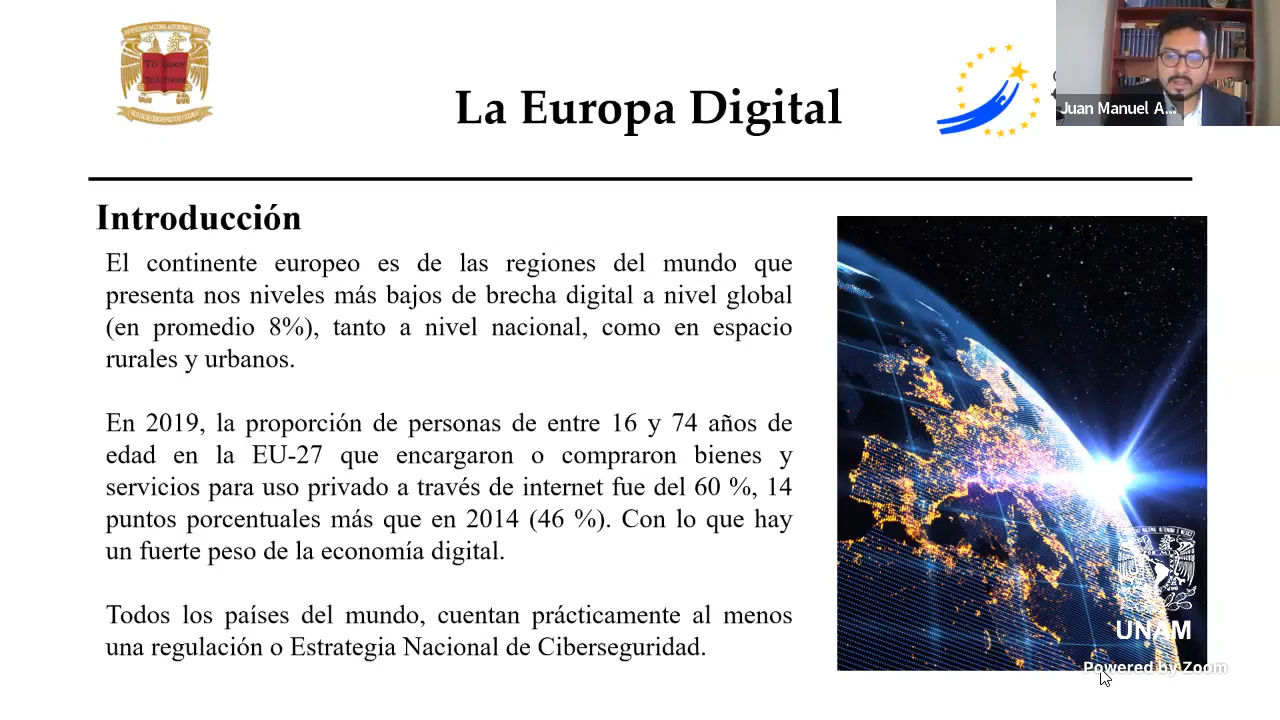 La Europa Digital
Juan Manuel A...
Introducción
El continente europeo es de las regiones del mundo que
presenta nos niveles más bajos de brecha digital a nivel global
(en promedio 8%), tanto a nivel nacional, como en espacio
rurales y urbanos.
En 2019, la proporción de personas de entre 16 y 74 años de
edad en la EU-27 que encargaron o compraron bienes y
servicios para uso privado a través de internet fue del 60 %, 14
puntos porcentuales más que en 2014 (46 %). Con lo que hay
un fuerte peso de la economía digital.
Todos los países del mundo, cuentan prácticamente al menos
una regulación o Estrategia Nacional de Ciberseguridad.
UNAM
Powered by Zoom